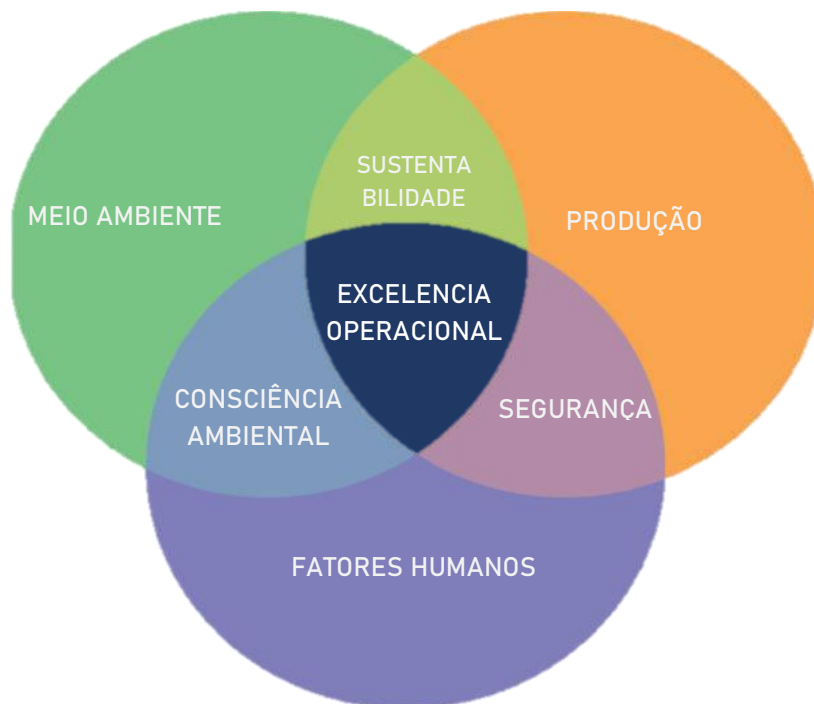 SUSTENTA
BILIDADE
MEIO AMBIENTE
PRODUÇÃO
EXCELENCIA
OPERACIONAL
CONSCIÊNCIA
AMBIENTAL
SEGURANÇA
FATORES HUMANOS